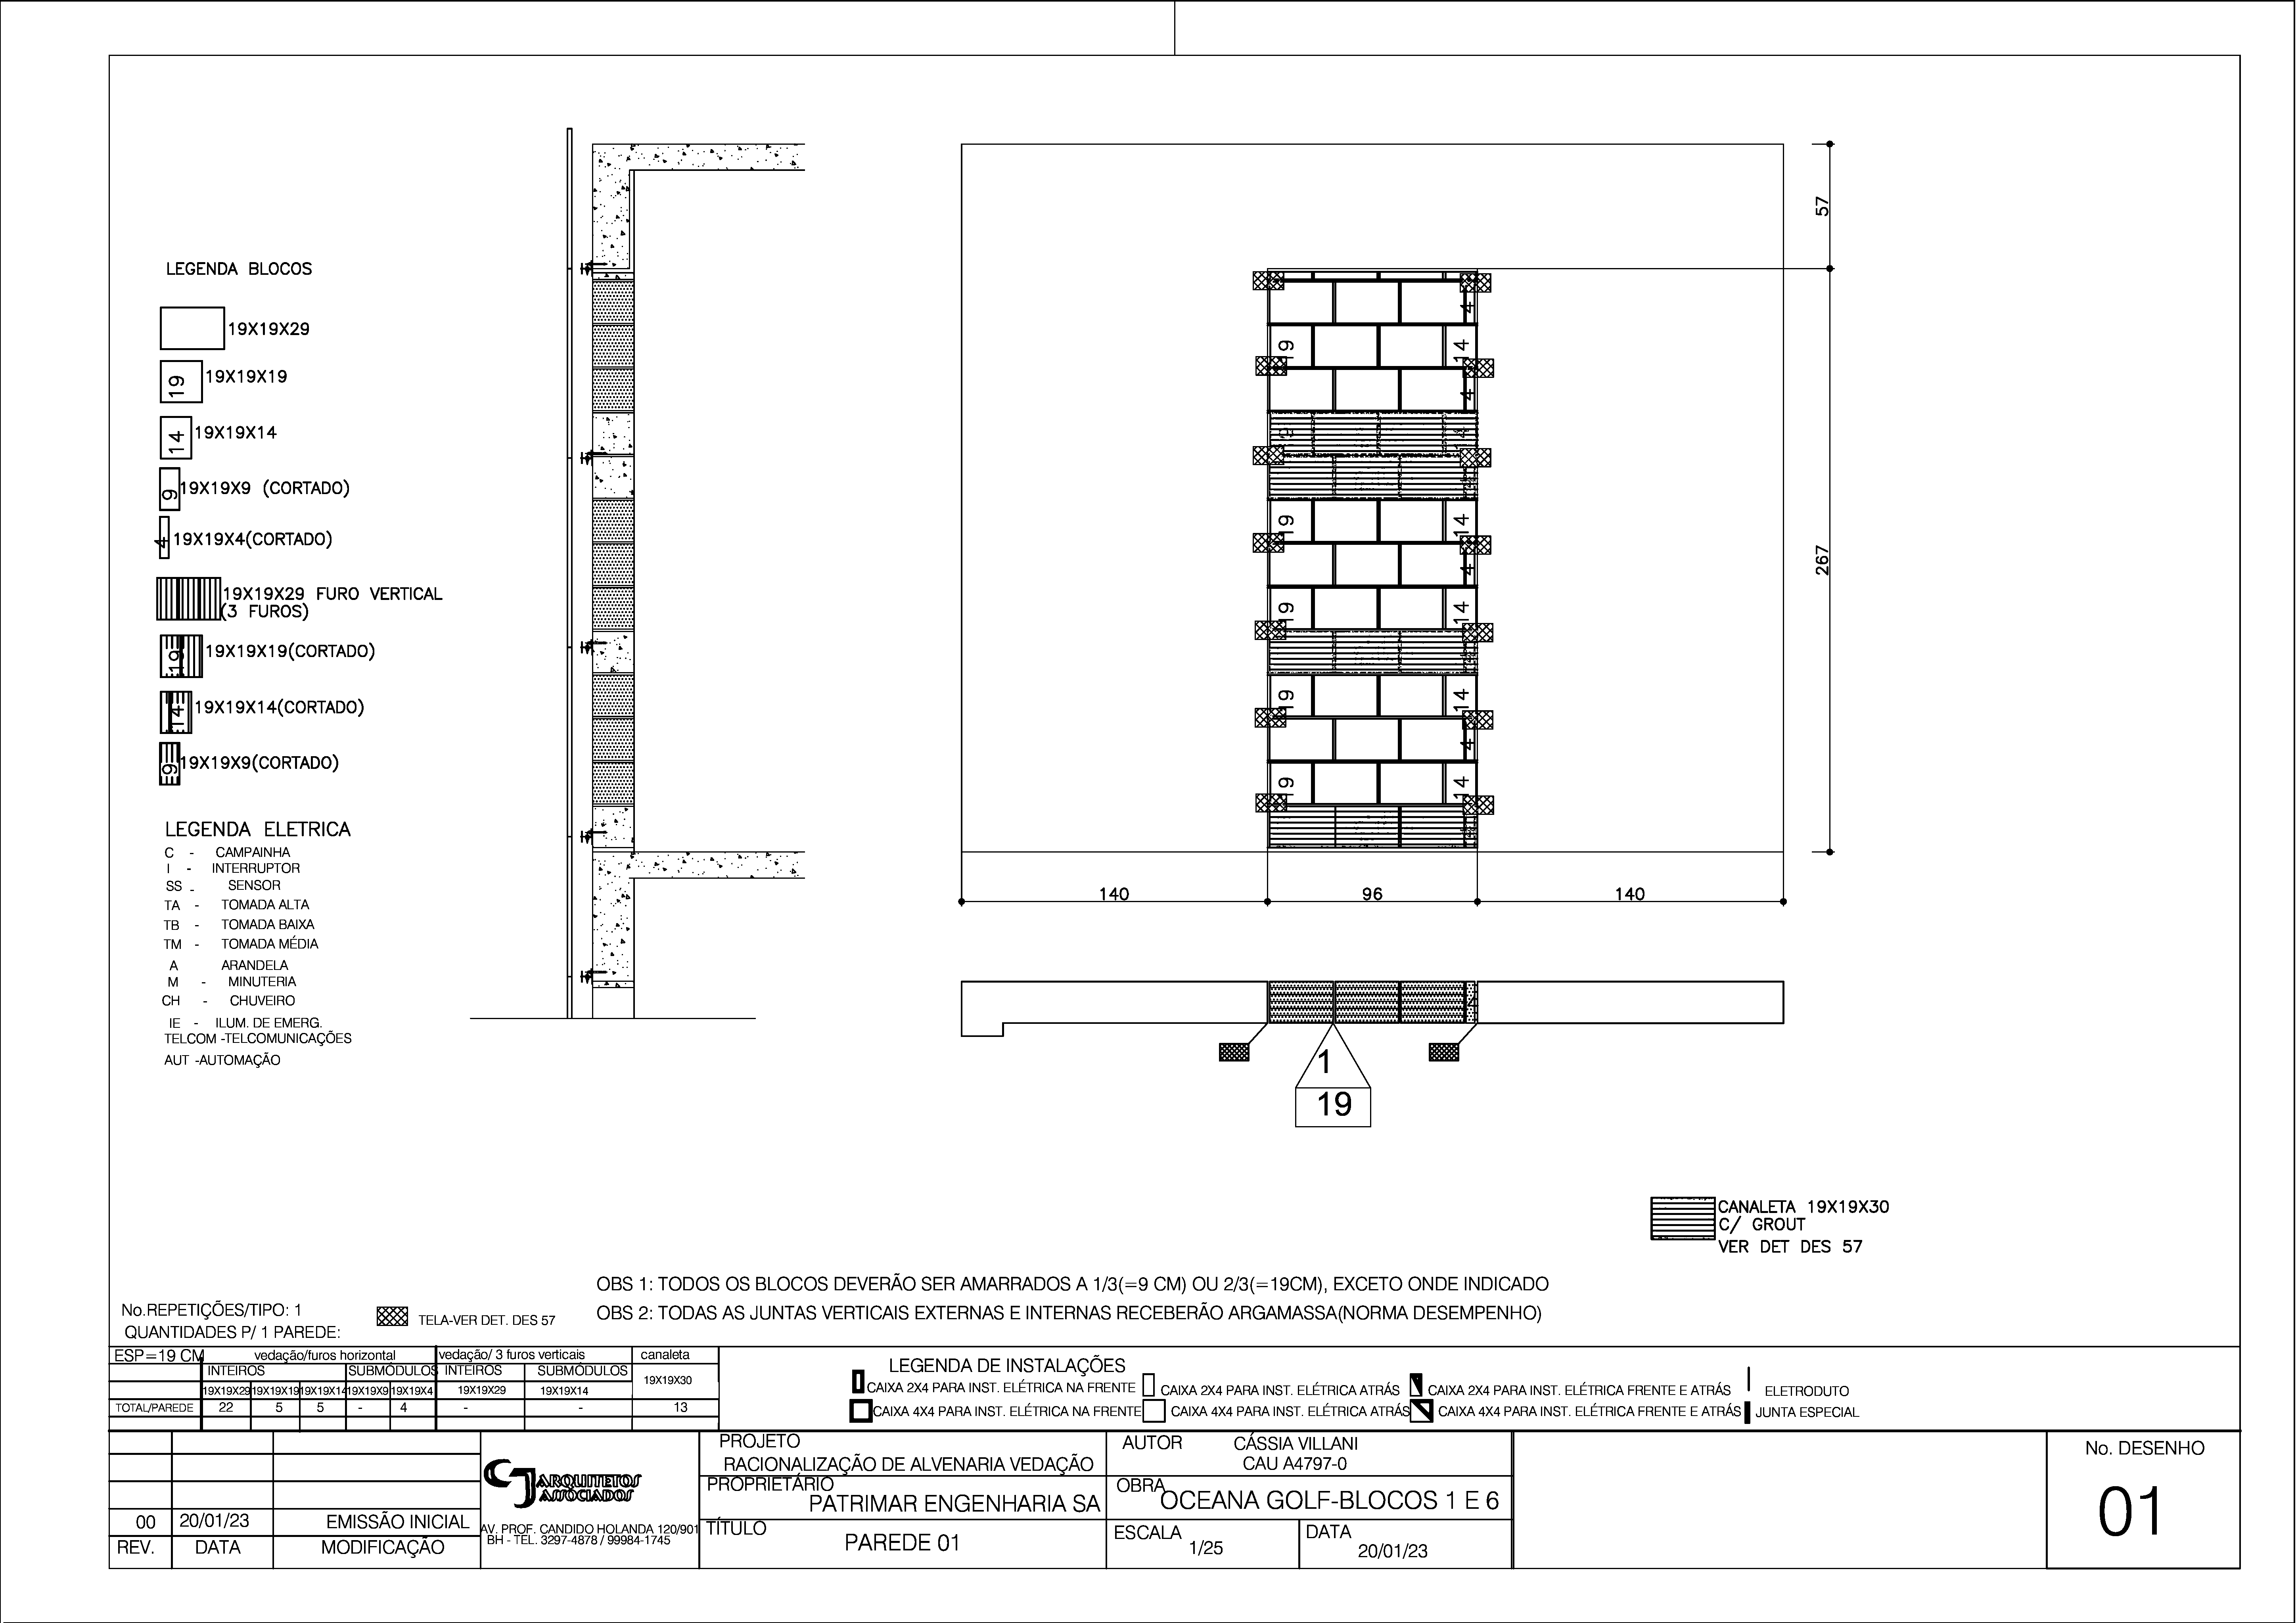 LEGENDA BLOCOS
19X19X29
19
19X19X19
14
19X19X14
9
19X19X9 (CORTADO)
4
19X19X4(CORTADO)
19X19X29 FURO VERTICAL
(3 FUROS)
19
19X19X19(CORTADO)
14
19X19X14(CORTADO)
9
19X19X9(CORTADO)
LEGENDA ELETRICA
C - CAMPAINHA
I - INTERRUPTOR
SS - SENSOR
TA - TOMADA ALTA
TB - TOMADA BAIXA
TM - TOMADA MÉDIA
A ARANDELA
M - MINUTERIA
CH - CHUVEIRO
IE - ILUM. DE EMERG.
TELCOM -TELCOMUNICAÇÕES
AUT -AUTOMAÇÃO
57
267
4
19 14
4
19 14
4
19 14
4
19 14
19 14
4
19 14
4
140 96 140
4
1
19
CANALETA 19X19X30
C/ GROUT
VER DET DES 57
OBS 1: TODOS OS BLOCOS DEVERÃO SER AMARRADOS A 1/3(=9 CM) OU 2/3(=19CM), EXCETO ONDE INDICADO
OBS 2: TODAS AS JUNTAS VERTICAIS EXTERNAS E INTERNAS RECEBERÃO ARGAMASSA(NORMA DESEMPENHO)
No.REPETIÇÕES/TIPO: 1
TELA-VER DET. DES 57
QUANTIDADES P/ 1 PAREDE:
ESP=19 CM vedação/furos horizontal vedação/ 3 furos verticais canaleta
INTEIROS SUBMÓDULOS INTEIROS SUBMÓDULOS 19X19X30
19X19X29 19X19X19 19X19X14 19X19X9 19X19X4 19X19X29 19X19X14
TOTAL/PAREDE 22 5 5 - 4 - - 13
LEGENDA DE INSTALAÇÕES
CAIXA 2X4 PARA INST. ELÉTRICA NA FRENTE CAIXA 2X4 PARA INST. ELÉTRICA ATRÁS CAIXA 2X4 PARA INST. ELÉTRICA FRENTE E ATRÁS ELETRODUTO
CAIXA 4X4 PARA INST. ELÉTRICA NA FRENTE CAIXA 4X4 PARA INST. ELÉTRICA ATRÁS CAIXA 4X4 PARA INST. ELÉTRICA FRENTE E ATRÁS JUNTA ESPECIAL
00 20/01/23 EMISSÃO INICIAL
REV. DATA MODIFICAÇÃO
CJ ARQUITETOS
ASSOCIADOS
AV. PROF. CANDIDO HOLANDA 120/901
BH - TEL. 3297-4878 / 99984-1745
PROJETO
RACIONALIZAÇÃO DE ALVENARIA VEDAÇÃO
PROPRIETÁRIO
PATRIMAR ENGENHARIA SA
TÍTULO
PAREDE 01
AUTOR CÁSSIA VILLANI
CAU A4797-0
OBRA
OCEANA GOLF-BLOCOS 1 E 6
ESCALA
1/25
DATA
20/01/23
No. DESENHO
01